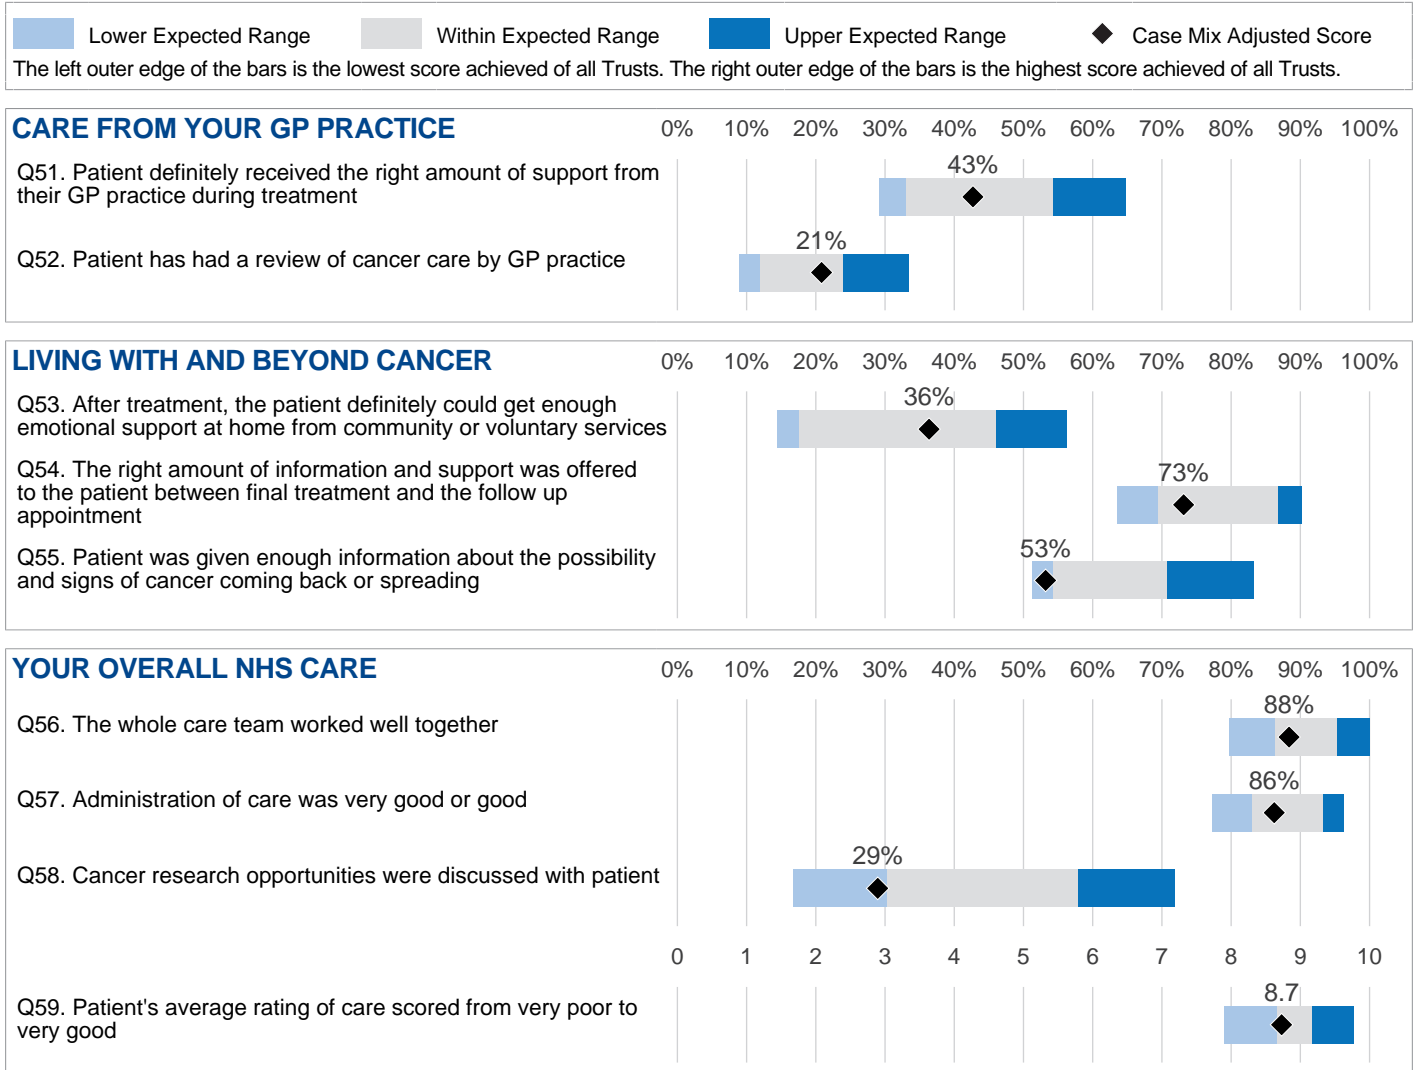 Lower Expected Range Within Expected Range Upper Expected Range Case Mix Adjusted Score
The left outer edge of the bars is the lowest score achieved of all Trusts. The right outer edge of the bars is the highest score achieved of all Trusts.
CARE FROM YOUR GP PRACTICE 0% 10% 20% 30% 40% 50% 60% 70% 80% 90% 100%
Q51. Patient definitely received the right amount of support from
their GP practice during treatment
43%
Q52. Patient has had a review of cancer care by GP practice
21%
LIVING WITH AND BEYOND CANCER 0% 10% 20% 30% 40% 50% 60% 70% 80% 90% 100%
Q53. After treatment, the patient definitely could get enough
emotional support at home from community or voluntary services
36%
Q54. The right amount of information and support was offered
to the patient between final treatment and the follow up
appointment
73%
Q55. Patient was given enough information about the possibility
and signs of cancer coming back or spreading
53%
YOUR OVERALL NHS CARE 0% 10% 20% 30% 40% 50% 60% 70% 80% 90% 100%
Q56. The whole care team worked well together
88%
Q57. Administration of care was very good or good
86%
Q58. Cancer research opportunities were discussed with patient
29%
0 1 2 3 4 5 6 7 8 9 10
Q59. Patient's average rating of care scored from very poor to
very good
8.7